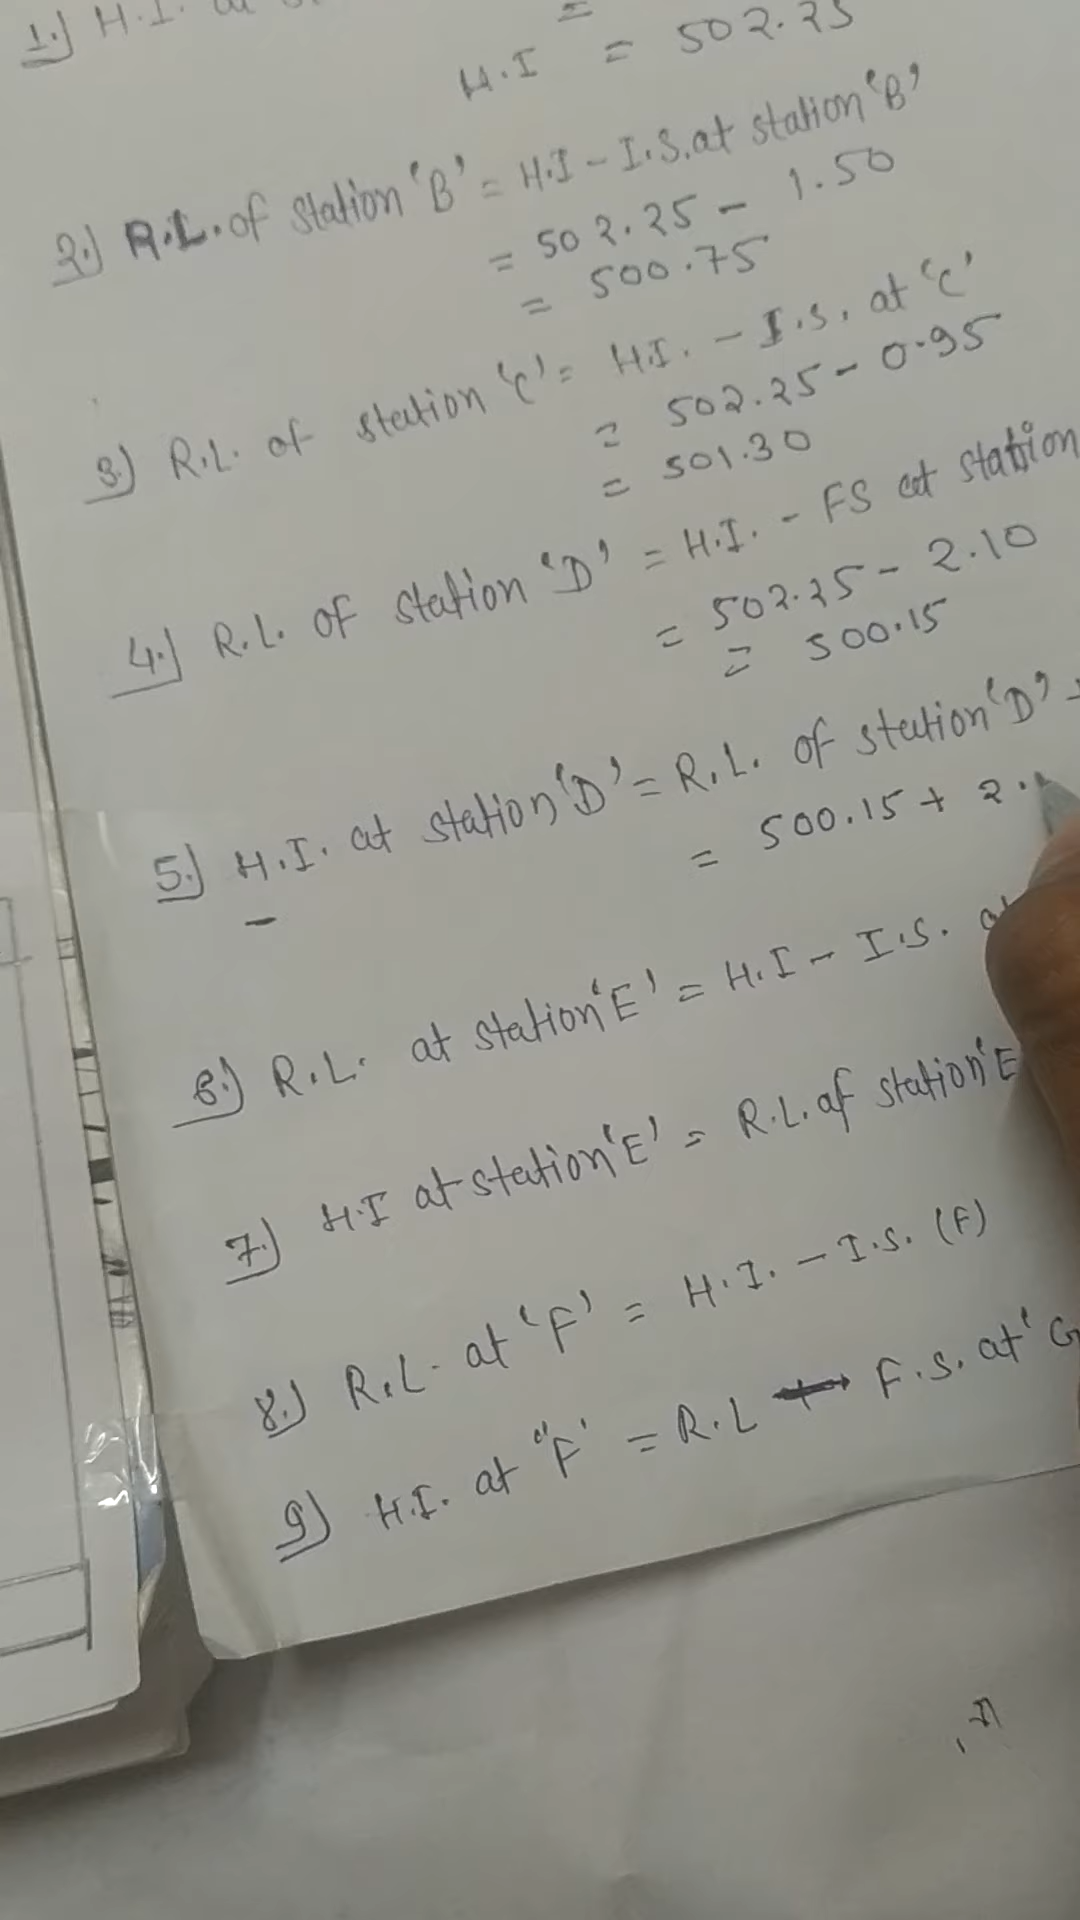 1.) H.I. at
=
H.I = 502.25
2.) R.L. of station 'B' = H.I - I.S. at station 'B'
= 502.25 - 1.50
= 500.75
3.) R.L. of station 'C' = H.I. - I.S. at 'C'
= 502.25 - 0.95
= 501.30
4.) R.L. of station 'D' = H.I. - FS at station
= 502.25 - 2.10
= 500.15
5.) H.I. at station 'D' = R.L. of station 'D' +
= 500.15 + 2.
6.) R.L. at station 'E' = H.I - I.S. at
7.) H.I at station 'E' = R.L. of station 'E
8.) R.L. at 'F' = H.I. - I.S. (F)
9) H.I. at "F' = R.L F.S. at 'G